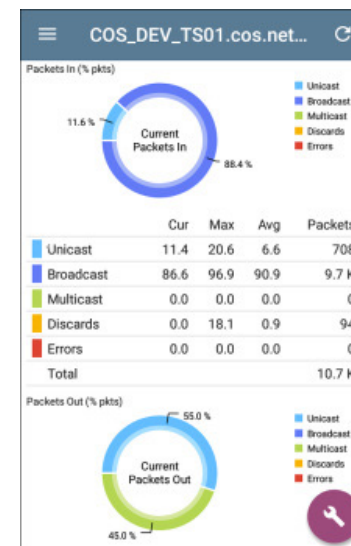 COS_DEV_TS01.cos.net...
Packets In (% pkts)
11.6 %
Current
Packets In
88.4 %
Unicast
Broadcast
Multicast
Discards
Errors
Cur Max Avg Packets
Unicast 11.4 20.6 6.6 708
Broadcast 86.6 96.9 90.9 9.7 K
Multicast 0.0 0.0 0.0 0
Discards 0.0 18.1 0.9 94
Errors 0.0 0.0 0.0 0
Total 10.7 K
Packets Out (% pkts)
55.0 %
Current
Packets Out
45.0 %
Unicast
Broadcast
Multicast
Discards
Errors